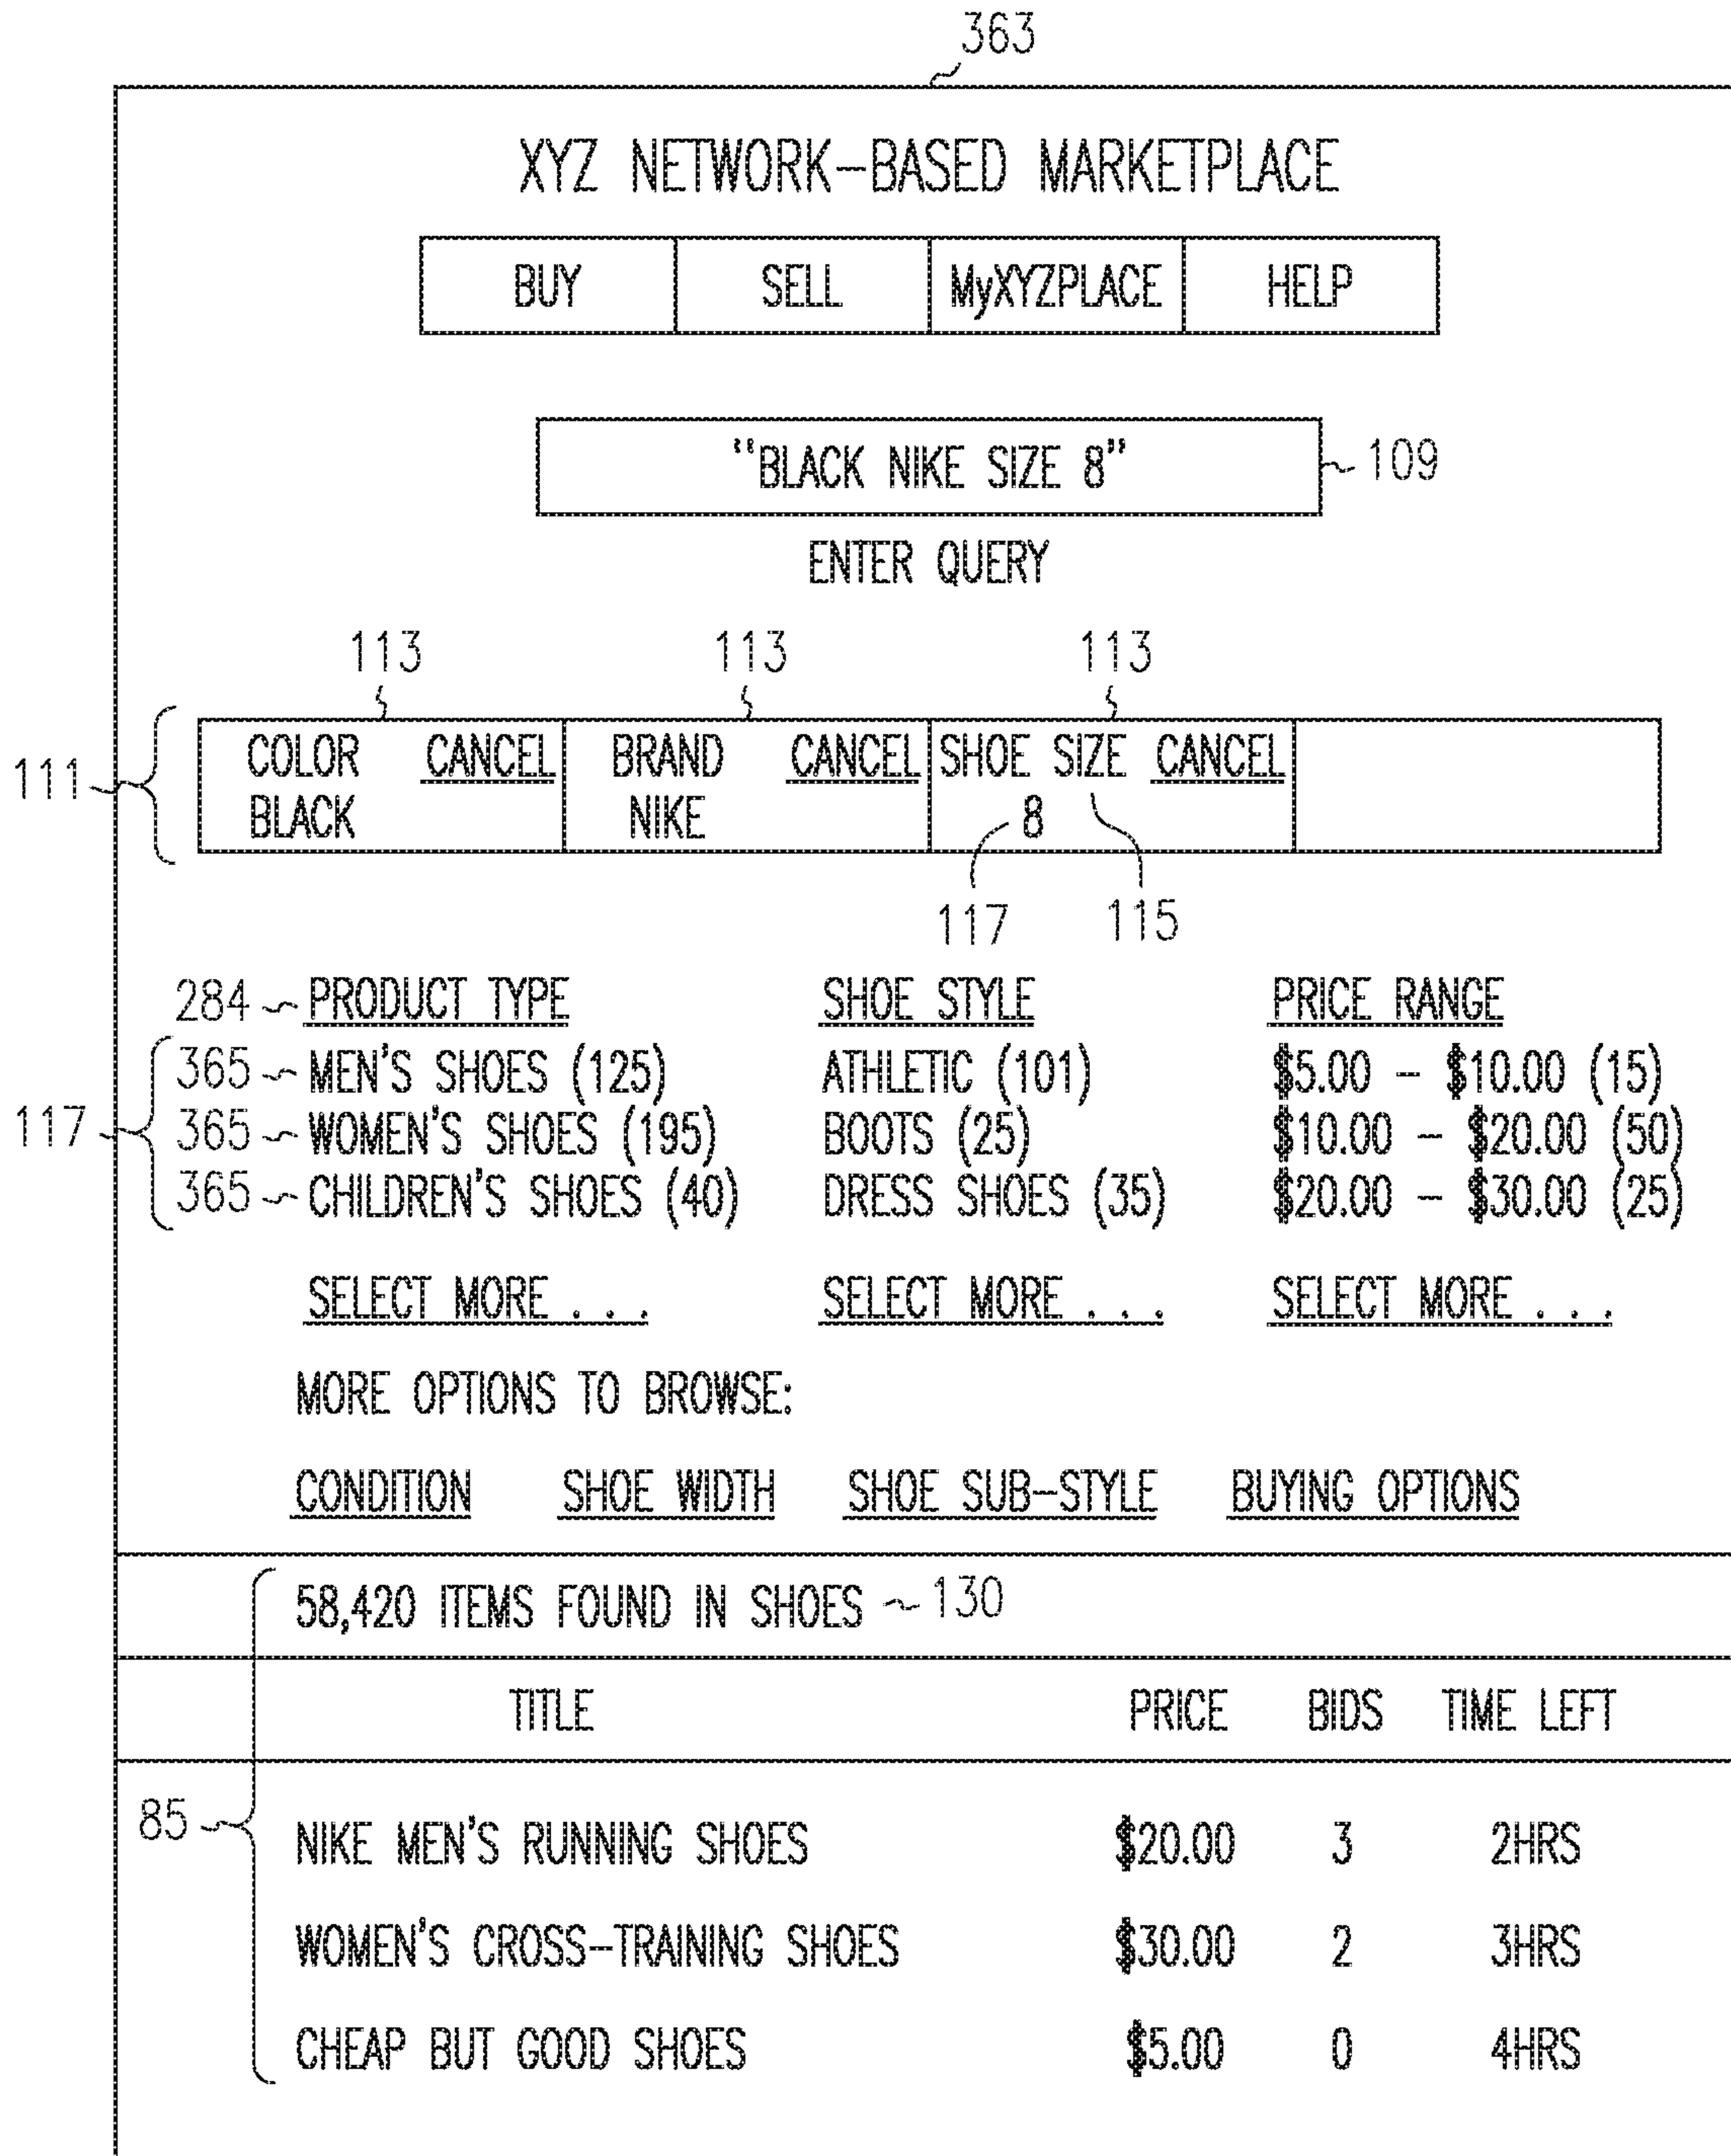 363
XYZ NETWORK-BASED MARKETPLACE
BUY SELL MyXYZPLACE HELP
"BLACK NIKE SIZE 8" 109
ENTER QUERY
113 113 113
COLOR CANCEL BRAND CANCEL SHOE SIZE CANCEL
111
BLACK NIKE 8
117 115
284 PRODUCT TYPE SHOE STYLE PRICE RANGE
365 MEN'S SHOES (125) ATHLETIC (101) $5.00 - $10.00 (15)
117 365 WOMEN'S SHOES (195) BOOTS (25) $10.00 - $20.00 (50)
365 CHILDREN'S SHOES (40) DRESS SHOES (35) $20.00 - $30.00 (25)
SELECT MORE . . . SELECT MORE . . . SELECT MORE . . .
MORE OPTIONS TO BROWSE:
CONDITION SHOE WIDTH SHOE SUB-STYLE BUYING OPTIONS
58,420 ITEMS FOUND IN SHOES 130
TITLE PRICE BIDS TIME LEFT
85
NIKE MEN'S RUNNING SHOES $20.00 3 2HRS
WOMEN'S CROSS-TRAINING SHOES $30.00 2 3HRS
CHEAP BUT GOOD SHOES $5.00 0 4HRS